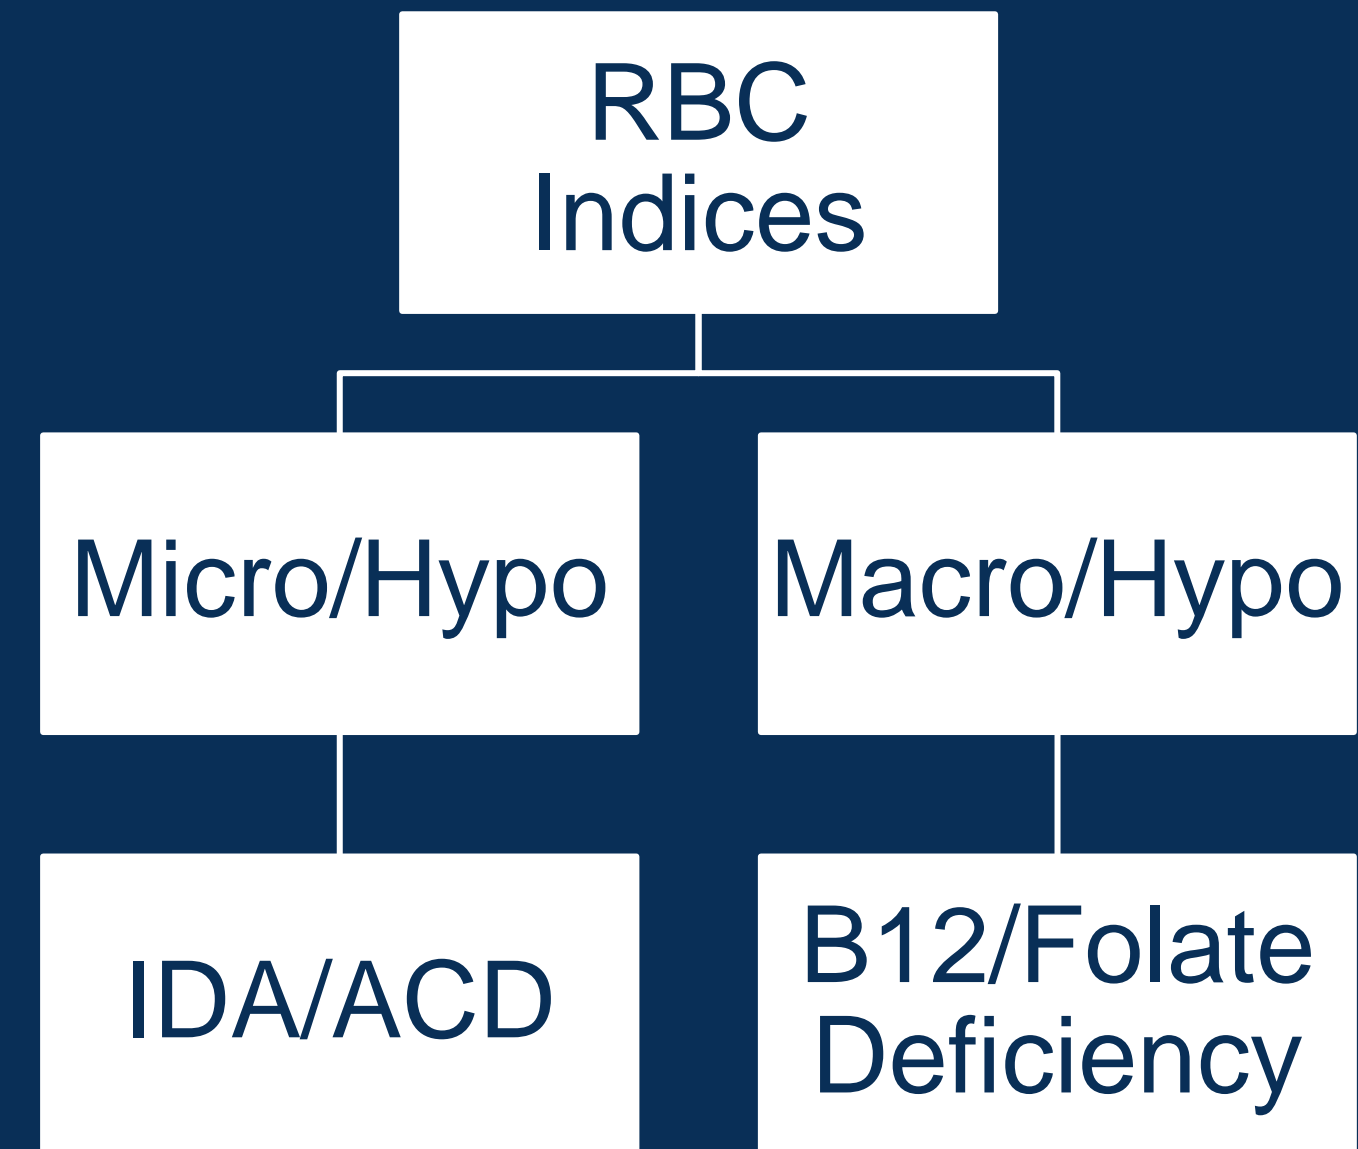 RBC
Indices
Micro/Hypo
Macro/Hypo
IDA/ACD
B12/Folate
Deficiency